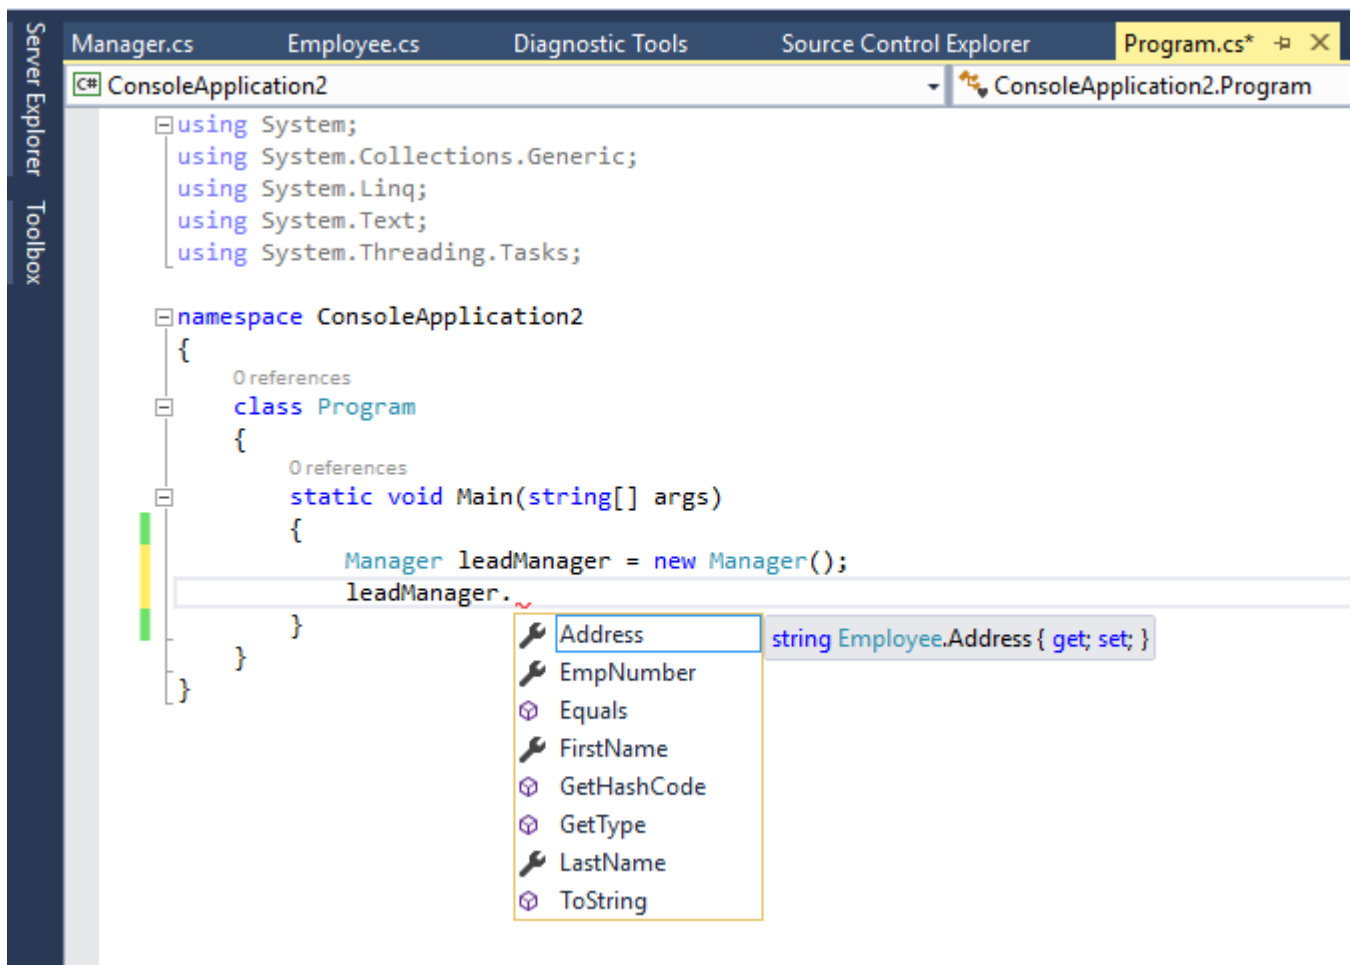 Server Explorer
Toolbox
Manager.cs Employee.cs Diagnostic Tools Source Control Explorer Program.cs*
C# ConsoleApplication2 ConsoleApplication2.Program
using System;
using System.Collections.Generic;
using System.Linq;
using System.Text;
using System.Threading.Tasks;
namespace ConsoleApplication2
{
0 references
class Program
{
0 references
static void Main(string[] args)
{
Manager leadManager = new Manager();
leadManager.
}
}
}
Address string Employee.Address { get; set; }
EmpNumber
Equals
FirstName
GetHashCode
GetType
LastName
ToString